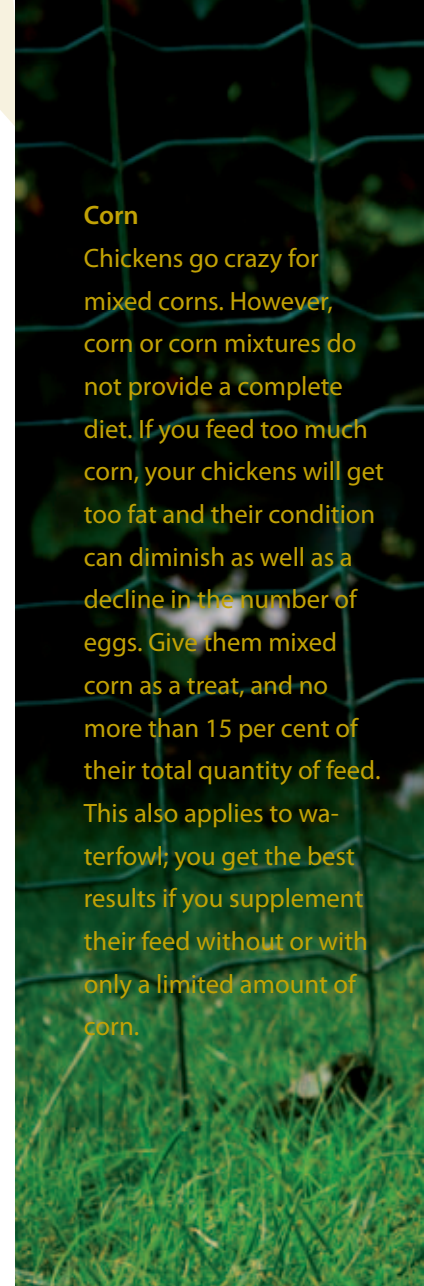 Corn
Chickens go crazy for
mixed corns. However,
corn or corn mixtures do
not provide a complete
diet. If you feed too much
corn, your chickens will get
too fat and their condition
can diminish as well as a
decline in the number of
eggs. Give them mixed
corn as a treat, and no
more than 15 per cent of
their total quantity of feed.
This also applies to wa-
terfowl; you get the best
results if you supplement
their feed without or with
only a limited amount of
corn.